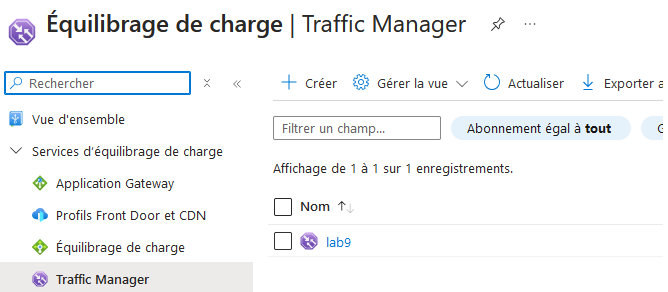 Équilibrage de charge | Traffic Manager
Rechercher
Vue d'ensemble
Services d'équilibrage de charge
Application Gateway
Profils Front Door et CDN
Équilibrage de charge
Traffic Manager
Créer Gérer la vue Actualiser Exporter
Filtrer un champ... Abonnement égal à tout
Affichage de 1 à 1 sur 1 enregistrements.
Nom
lab9